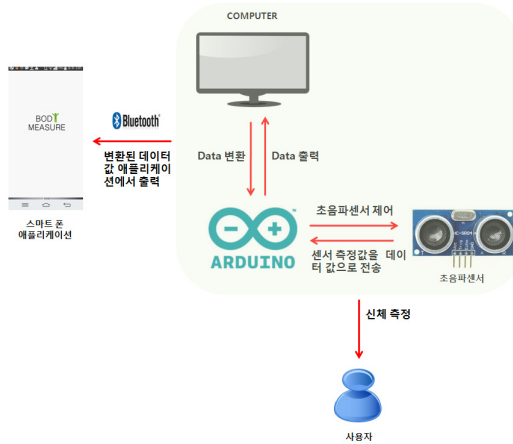 COMPUTER
BODY
MEASURE
Bluetooth
변환된 데이터
값 애플리케이
션에서 출력
Data 변환
Data 출력
스마트 폰
애플리케이션
ARDUINO
초음파센서 제어
센서 측정값을 데이
터 값으로 전송
초음파센서
신체 측정
사용자